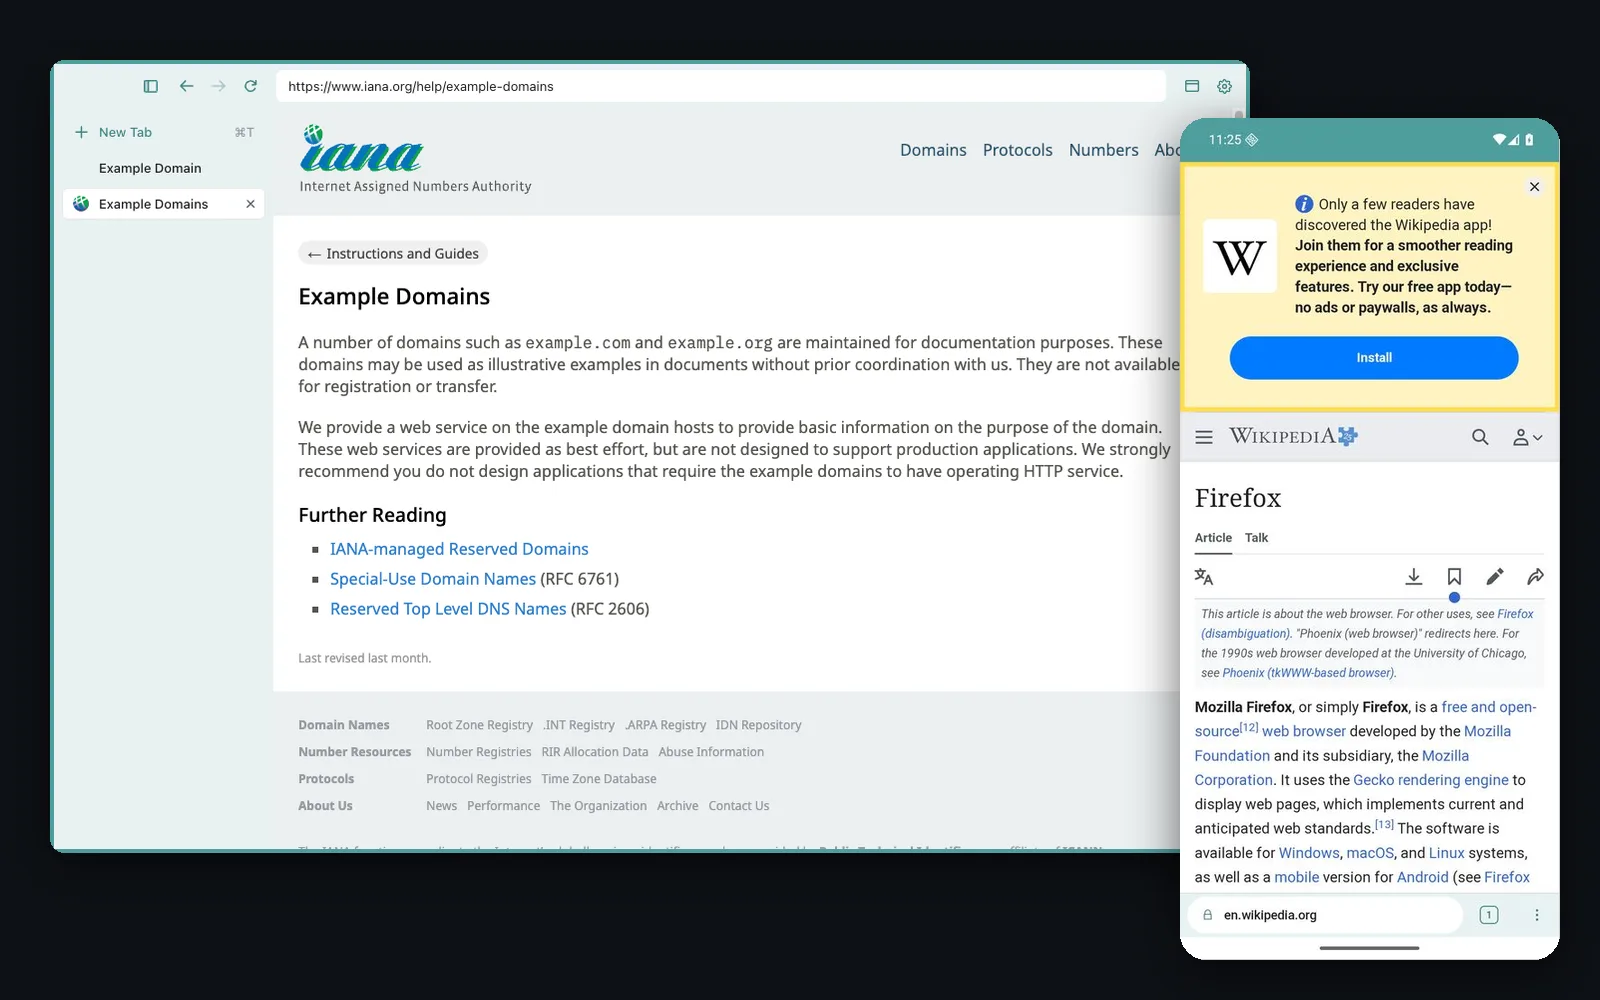 https://www.iana.org/help/example-domains
New Tab ⌘T
Example Domain
Example Domains
iana
Internet Assigned Numbers Authority
Domains Protocols Numbers
← Instructions and Guides
Example Domains
A number of domains such as example.com and example.org are maintained for documentation purposes. These
domains may be used as illustrative examples in documents without prior coordination with us. They are not available
for registration or transfer.
We provide a web service on the example domain hosts to provide basic information on the purpose of the domain.
These web services are provided as best effort, but are not designed to support production applications. We strongly
recommend you do not design applications that require the example domains to have operating HTTP service.
Further Reading
IANA-managed Reserved Domains
Special-Use Domain Names (RFC 6761)
Reserved Top Level DNS Names (RFC 2606)
Last revised last month.
Domain Names Root Zone Registry .INT Registry .ARPA Registry IDN Repository
Number Resources Number Registries RIR Allocation Data Abuse Information
Protocols Protocol Registries Time Zone Database
About Us News Performance The Organization Archive Contact Us
11:25
Only a few readers have
discovered the Wikipedia app!
Join them for a smoother reading
experience and exclusive
features. Try our free app today—
no ads or paywalls, as always.
W
Install
WIKIPEDIA
Firefox
Article Talk
This article is about the web browser. For other uses, see Firefox
(disambiguation). "Phoenix (web browser)" redirects here. For
the 1990s web browser developed at the University of Chicago,
see Phoenix (tkWWW-based browser).
Mozilla Firefox, or simply Firefox, is a free and open-
source[12] web browser developed by the Mozilla
Foundation and its subsidiary, the Mozilla
Corporation. It uses the Gecko rendering engine to
display web pages, which implements current and
anticipated web standards.[13] The software is
available for Windows, macOS, and Linux systems,
as well as a mobile version for Android (see Firefox
en.wikipedia.org 1